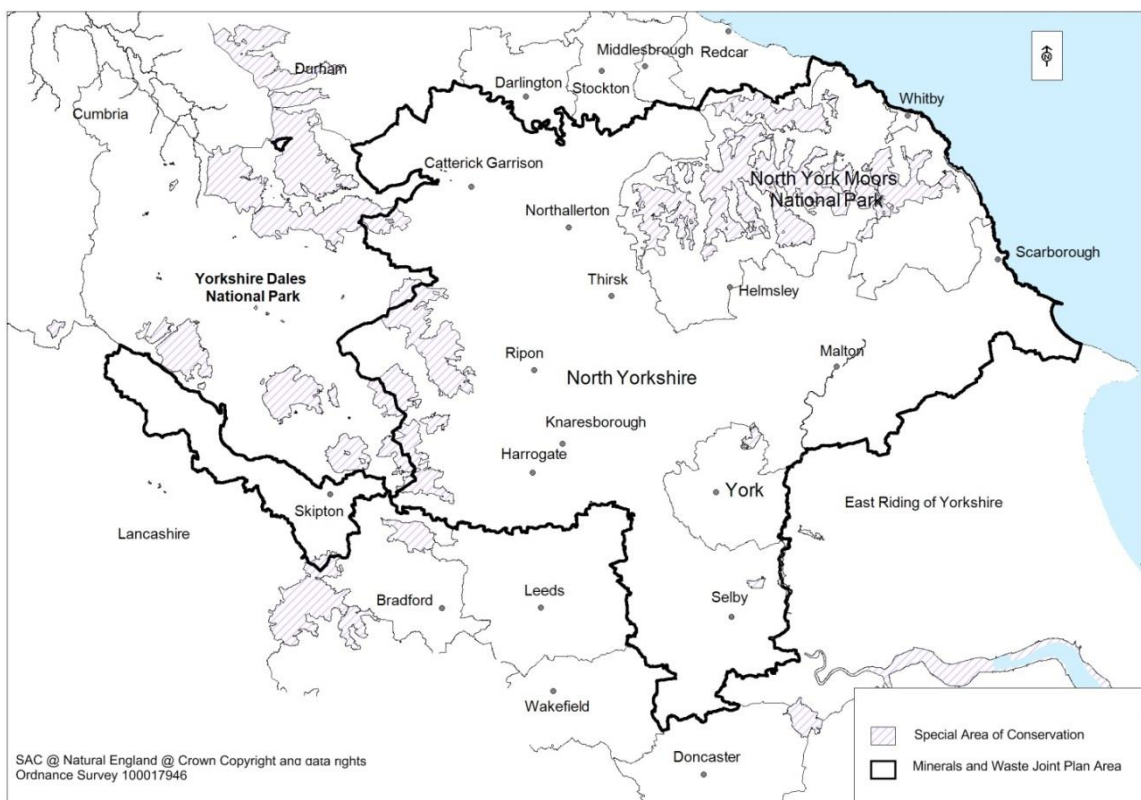 Middlesbrough
Redcar
Durham
Darlington
Stockton
Cumbria
Whitby
Catterick Garrison
North York Moors
National Park
Northallerton
Scarborough
Yorkshire Dales
National Park
Thirsk
Helmsley
Ripon
North Yorkshire
Malton
Knaresborough
Harrogate
York
Skipton
East Riding of Yorkshire
Lancashire
Bradford
Leeds
Selby
Wakefield
Doncaster
Special Area of Conservation
Minerals and Waste Joint Plan Area
SAC @ Natural England @ Crown Copyright and data rights
Ordnance Survey 100017946